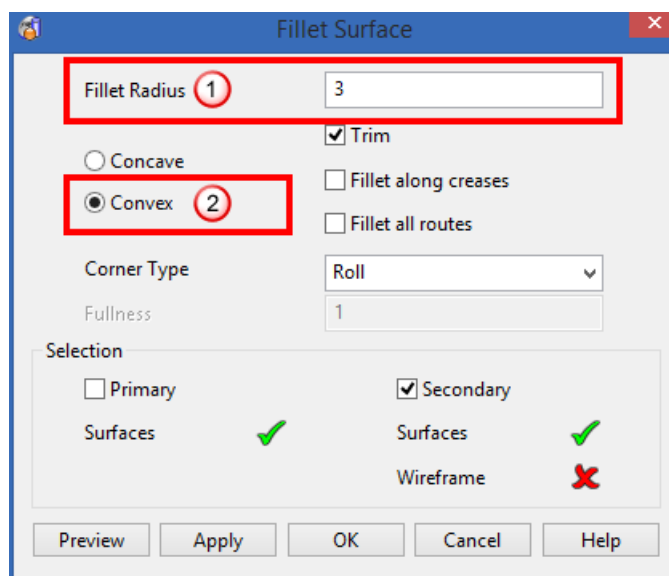 Fillet Surface
Fillet Radius 1 3
Trim
Concave
Fillet along creases
Convex 2
Fillet all routes
Corner Type Roll
Fullness 1
Selection
Primary Secondary
Surfaces Surfaces
Wireframe
Preview Apply OK Cancel Help